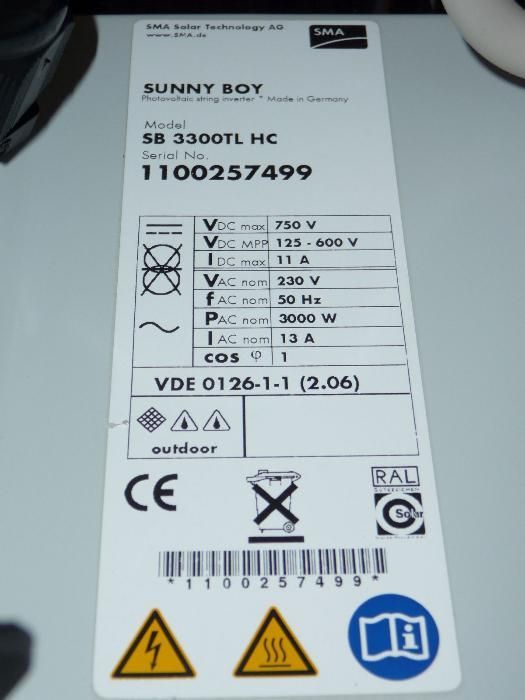 SMA Solar Technology AG
www.SMA.de
SMA
SUNNY BOY
Photovoltaic string inverter * Made in Germany
Model
SB 3300TL HC
Serial No.
1100257499
VDC max 750 V
VDC MPP 125 - 600 V
IDC max 11 A
VAC nom 230 V
fAC nom 50 Hz
PAC nom 3000 W
IAC nom 13 A
cos φ 1
VDE 0126-1-1 (2.06)
outdoor
CE
RAL
GÜTEZEICHEN
Solar
*1100257499*
i